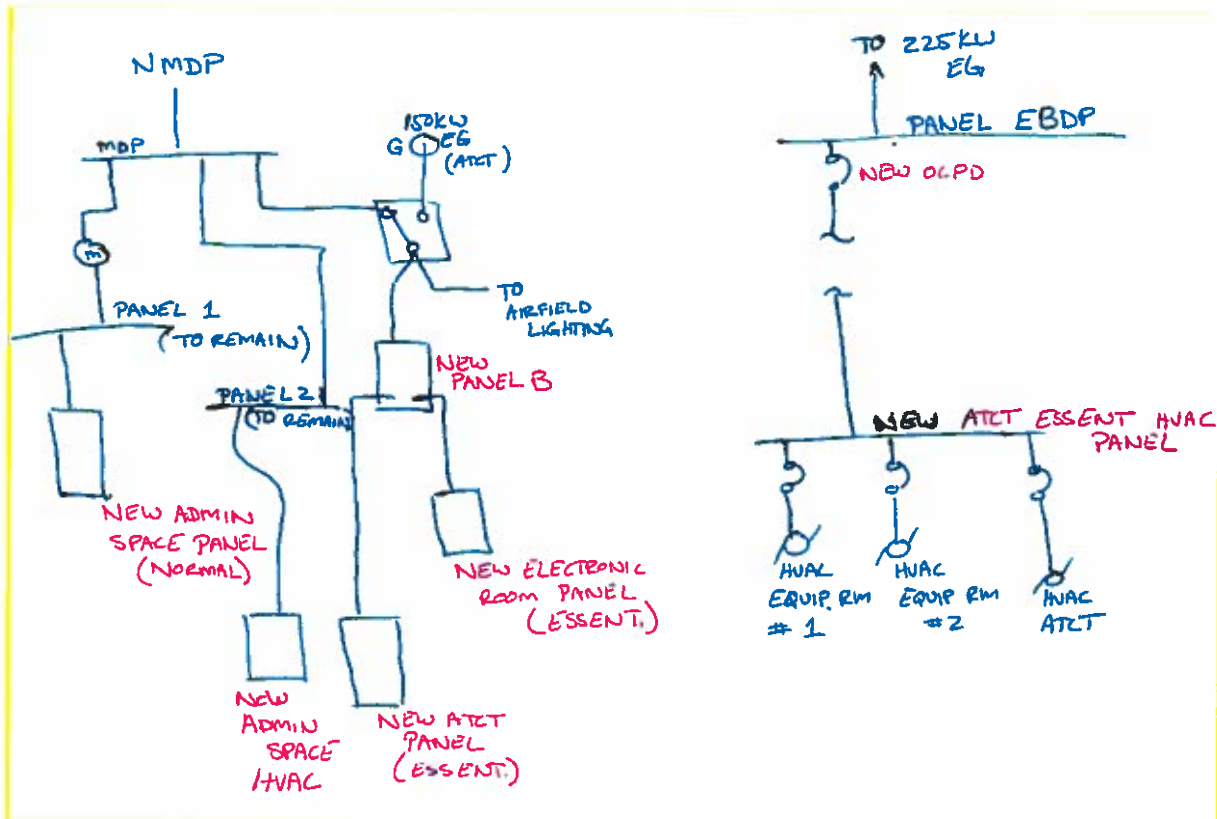 NMDP
MDP
150KW
G EG
(ATCT)
TO
AIRFIELD
LIGHTING
PANEL 1
(TO REMAIN)
NEW
PANEL B
PANEL 2
(TO REMAIN)
NEW ADMIN
SPACE PANEL
(NORMAL)
NEW ELECTRONIC
ROOM PANEL
(ESSENT.)
NEW
ADMIN
SPACE
HVAC
NEW ATCT
PANEL
(ESSENT.)
TO 225KW
EG
PANEL EBDP
NEW OCPD
NEW ATCT ESSENT HVAC
PANEL
HVAC
EQUIP. RM
# 1
HVAC
EQUIP RM
#2
HVAC
ATCT